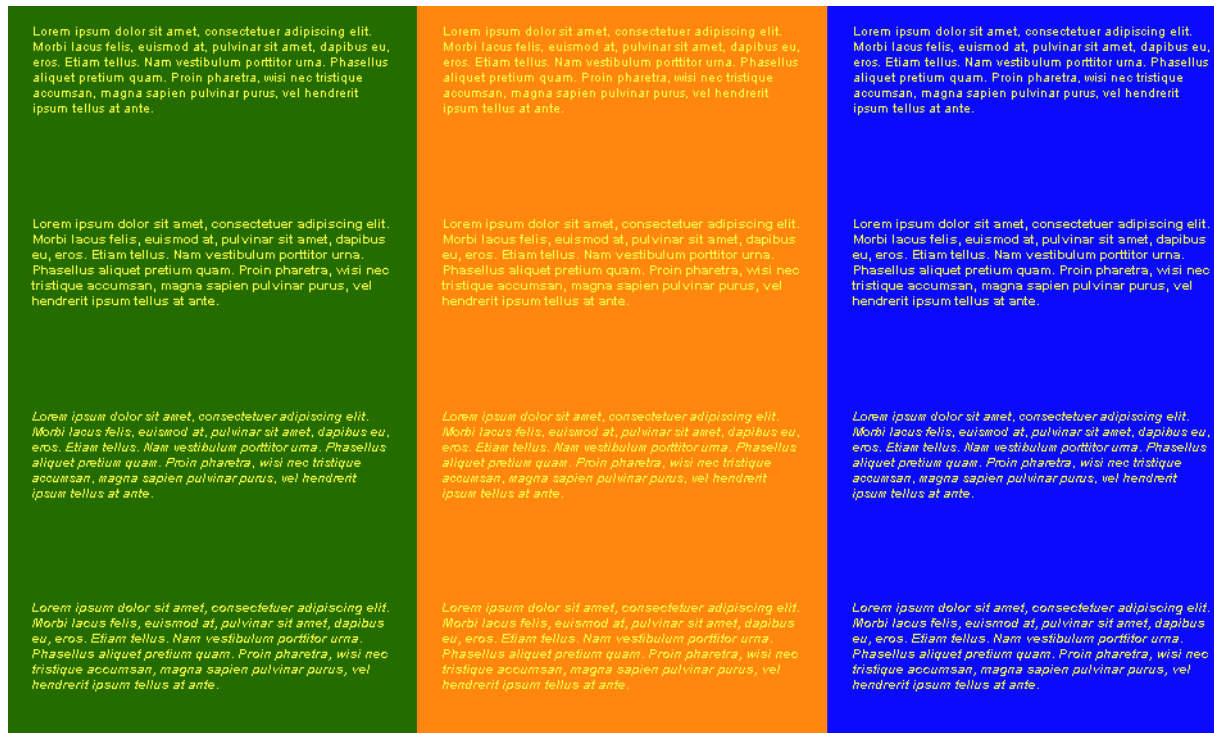 Lorem ipsum dolor sit amet, consectetuer adipiscing elit.
Morbi lacus felis, euismod at, pulvinar sit amet, dapibus eu,
eros. Etiam tellus. Nam vestibulum porttitor urna. Phasellus
aliquet pretium quam. Proin pharetra, wisi nec tristique
accumsan, magna sapien pulvinar purus, vel hendrerit
ipsum tellus at ante.
Lorem ipsum dolor sit amet, consectetuer adipiscing elit.
Morbi lacus felis, euismod at, pulvinar sit amet, dapibus
eu, eros. Etiam tellus. Nam vestibulum porttitor urna.
Phasellus aliquet pretium quam. Proin pharetra, wisi nec
tristique accumsan, magna sapien pulvinar purus, vel
hendrerit ipsum tellus at ante.
Lorem ipsum dolor sit amet, consectetuer adipiscing elit.
Morbi lacus felis, euismod at, pulvinar sit amet, dapibus eu,
eros. Etiam tellus. Nam vestibulum porttitor urna. Phasellus
aliquet pretium quam. Proin pharetra, wisi nec tristique
accumsan, magna sapien pulvinar purus, vel hendrerit
ipsum tellus at ante.
Lorem ipsum dolor sit amet, consectetuer adipiscing elit.
Morbi lacus felis, euismod at, pulvinar sit amet, dapibus
eu, eros. Etiam tellus. Nam vestibulum porttitor urna.
Phasellus aliquet pretium quam. Proin pharetra, wisi nec
tristique accumsan, magna sapien pulvinar purus, vel
hendrerit ipsum tellus at ante.
Lorem ipsum dolor sit amet, consectetuer adipiscing elit.
Morbi lacus felis, euismod at, pulvinar sit amet, dapibus eu,
eros. Etiam tellus. Nam vestibulum porttitor urna. Phasellus
aliquet pretium quam. Proin pharetra, wisi nec tristique
accumsan, magna sapien pulvinar purus, vel hendrerit
ipsum tellus at ante.
Lorem ipsum dolor sit amet, consectetuer adipiscing elit.
Morbi lacus felis, euismod at, pulvinar sit amet, dapibus
eu, eros. Etiam tellus. Nam vestibulum porttitor urna.
Phasellus aliquet pretium quam. Proin pharetra, wisi nec
tristique accumsan, magna sapien pulvinar purus, vel
hendrerit ipsum tellus at ante.
Lorem ipsum dolor sit amet, consectetuer adipiscing elit.
Morbi lacus felis, euismod at, pulvinar sit amet, dapibus eu,
eros. Etiam tellus. Nam vestibulum porttitor urna. Phasellus
aliquet pretium quam. Proin pharetra, wisi nec tristique
accumsan, magna sapien pulvinar purus, vel hendrerit
ipsum tellus at ante.
Lorem ipsum dolor sit amet, consectetuer adipiscing elit.
Morbi lacus felis, euismod at, pulvinar sit amet, dapibus
eu, eros. Etiam tellus. Nam vestibulum porttitor urna.
Phasellus aliquet pretium quam. Proin pharetra, wisi nec
tristique accumsan, magna sapien pulvinar purus, vel
hendrerit ipsum tellus at ante.
Lorem ipsum dolor sit amet, consectetuer adipiscing elit.
Morbi lacus felis, euismod at, pulvinar sit amet, dapibus eu,
eros. Etiam tellus. Nam vestibulum porttitor urna. Phasellus
aliquet pretium quam. Proin pharetra, wisi nec tristique
accumsan, magna sapien pulvinar purus, vel hendrerit
ipsum tellus at ante.
Lorem ipsum dolor sit amet, consectetuer adipiscing elit.
Morbi lacus felis, euismod at, pulvinar sit amet, dapibus
eu, eros. Etiam tellus. Nam vestibulum porttitor urna.
Phasellus aliquet pretium quam. Proin pharetra, wisi nec
tristique accumsan, magna sapien pulvinar purus, vel
hendrerit ipsum tellus at ante.
Lorem ipsum dolor sit amet, consectetuer adipiscing elit.
Morbi lacus felis, euismod at, pulvinar sit amet, dapibus eu,
eros. Etiam tellus. Nam vestibulum porttitor urna. Phasellus
aliquet pretium quam. Proin pharetra, wisi nec tristique
accumsan, magna sapien pulvinar purus, vel hendrerit
ipsum tellus at ante.
Lorem ipsum dolor sit amet, consectetuer adipiscing elit.
Morbi lacus felis, euismod at, pulvinar sit amet, dapibus
eu, eros. Etiam tellus. Nam vestibulum porttitor urna.
Phasellus aliquet pretium quam. Proin pharetra, wisi nec
tristique accumsan, magna sapien pulvinar purus, vel
hendrerit ipsum tellus at ante.